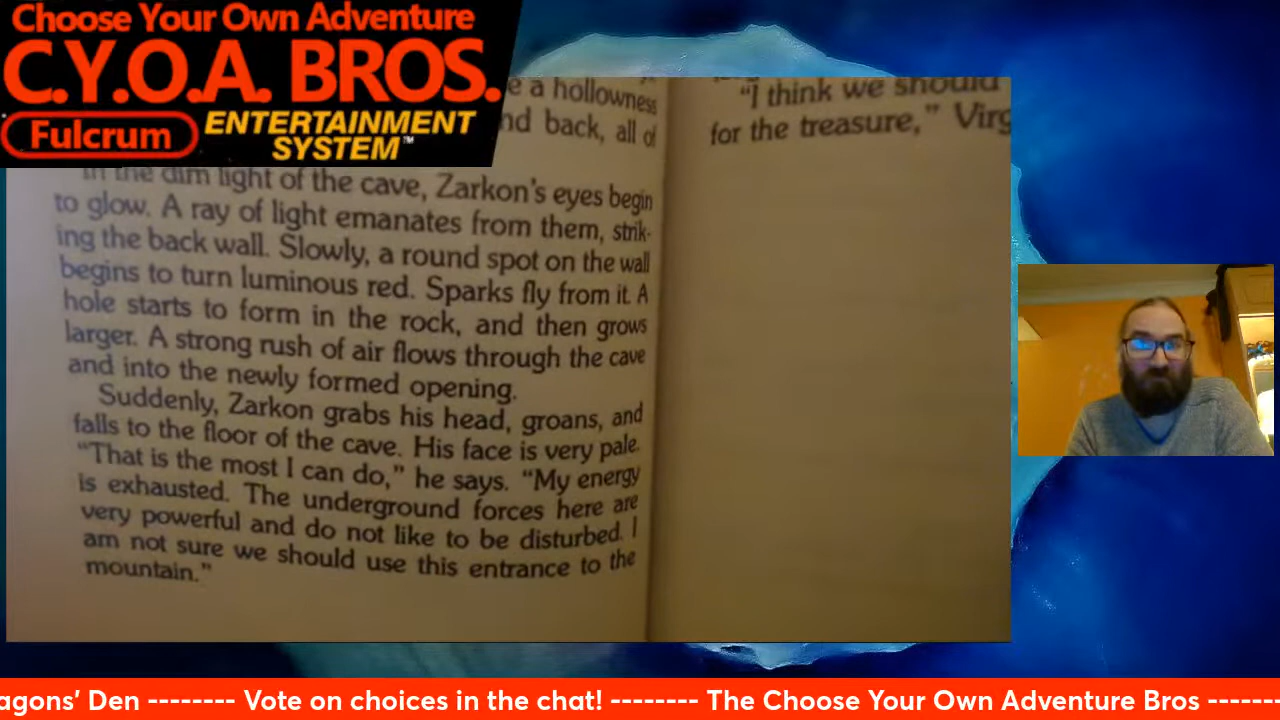 Choose Your Own Adventure
C.Y.O.A. BROS.
Fulcrum
ENTERTAINMENT
SYSTEM™
e a hollowness
nd back, all of
In the dim light of the cave, Zarkon's eyes begin
to glow. A ray of light emanates from them, strik-
ing the back wall. Slowly, a round spot on the wall
begins to turn luminous red. Sparks fly from it. A
hole starts to form in the rock, and then grows
larger. A strong rush of air flows through the cave
and into the newly formed opening.
Suddenly, Zarkon grabs his head, groans, and
falls to the floor of the cave. His face is very pale.
"That is the most I can do," he says. "My energy
is exhausted. The underground forces here are
very powerful and do not like to be disturbed. I
am not sure we should use this entrance to the
mountain."
"I think we should
for the treasure," Virg
agons' Den -------- Vote on choices in the chat! -------- The Choose Your Own Adventure Bros -------